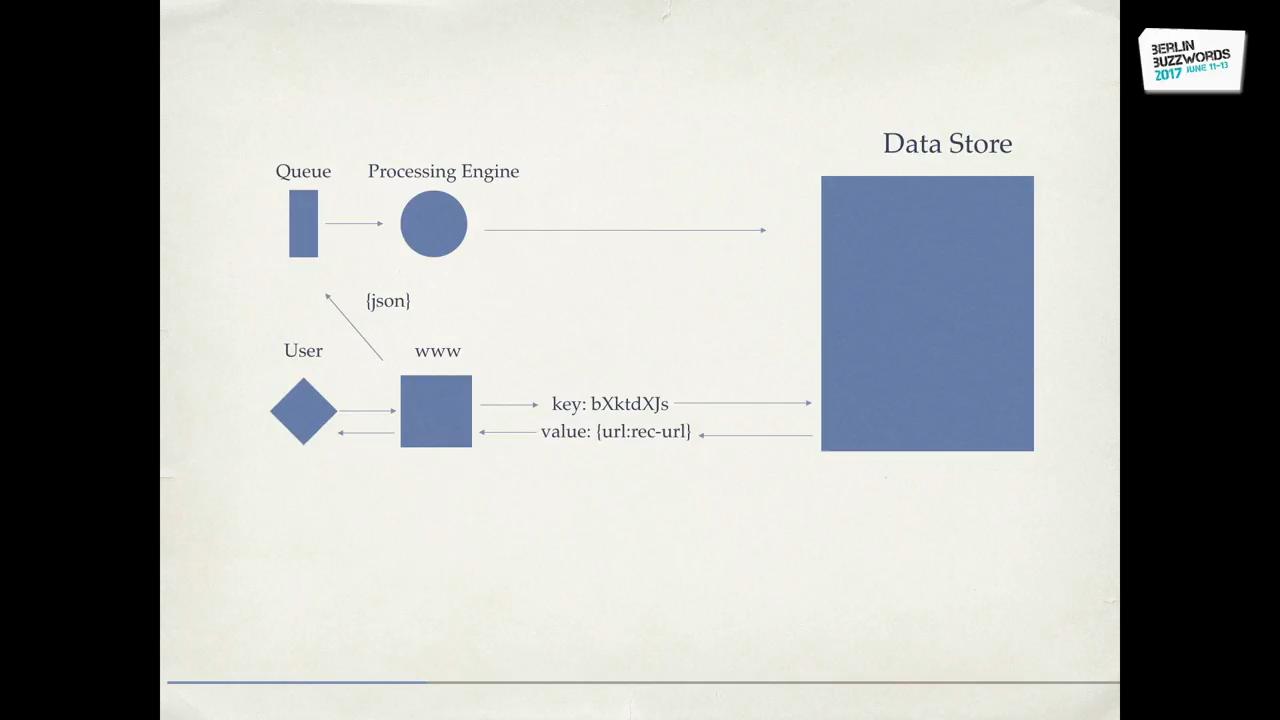 BERLIN
BUZZWORDS
2017 JUNE 11-13
Data Store
Queue
Processing Engine
{json}
User
www
key: bXktdXJs
value: {url:rec-url}